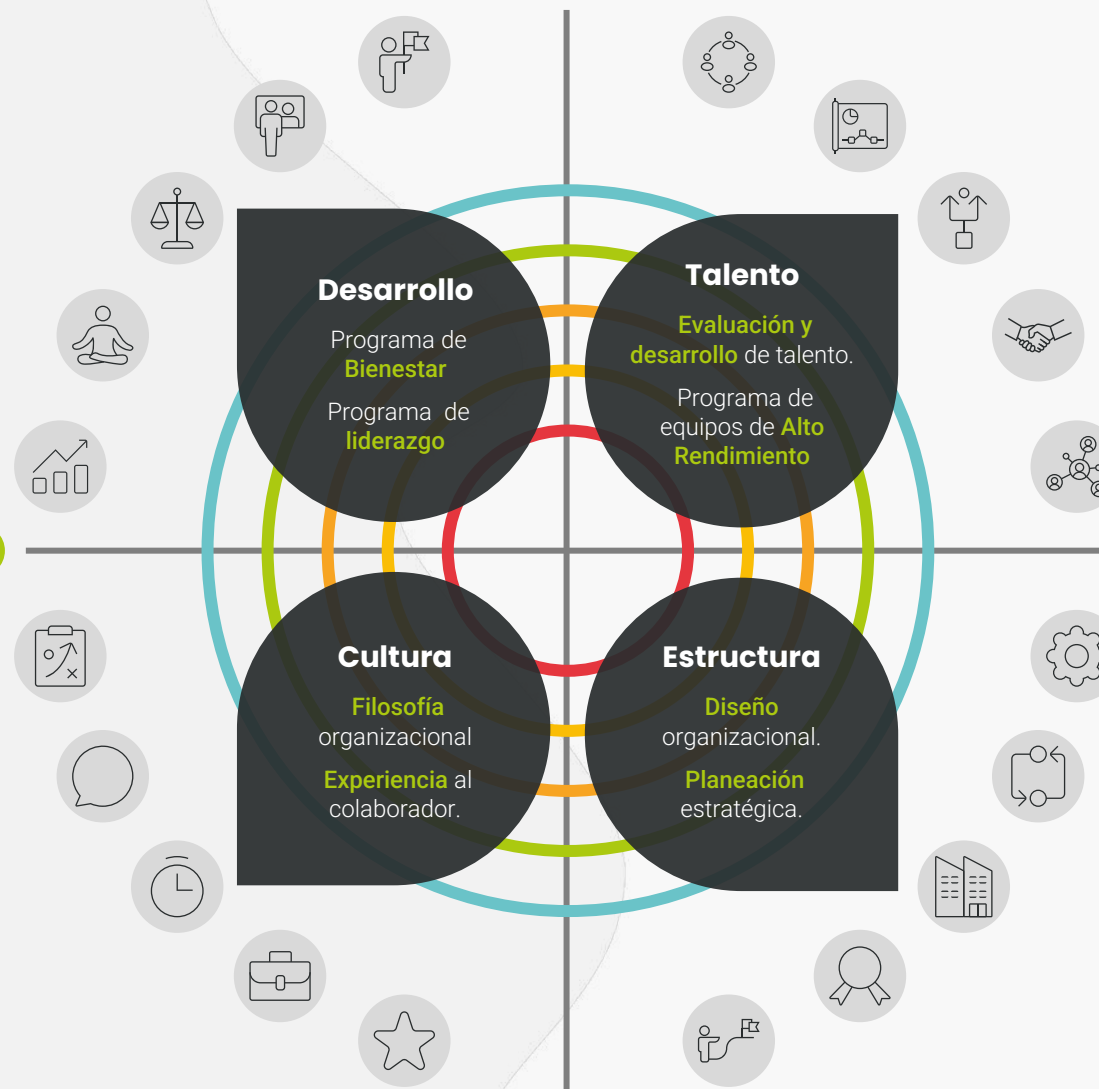 Desarrollo
Programa de
Bienestar
Programa de
liderazgo
Talento
Evaluación y
desarrollo de talento.
Programa de
equipos de Alto
Rendimiento
Cultura
Filosofía
organizacional
Experiencia al
colaborador.
Estructura
Diseño
organizacional.
Planeación
estratégica.